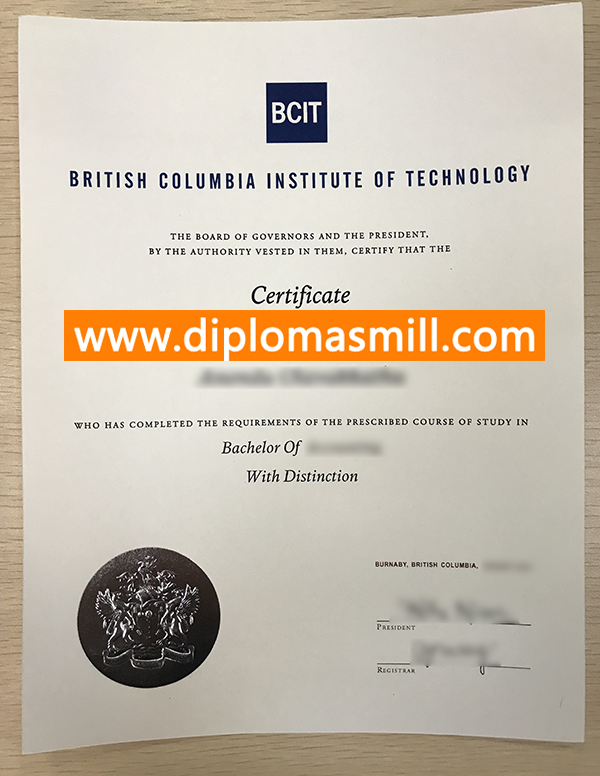 BCIT
BRITISH COLUMBIA INSTITUTE OF TECHNOLOGY
THE BOARD OF GOVERNORS AND THE PRESIDENT,
BY THE AUTHORITY VESTED IN THEM, CERTIFY THAT THE
Certificate
www.diplomasmill.com
WHO HAS COMPLETED THE REQUIREMENTS OF THE PRESCRIBED COURSE OF STUDY IN
Bachelor Of
With Distinction
BURNABY, BRITISH COLUMBIA,
PRESIDENT
REGISTRAR